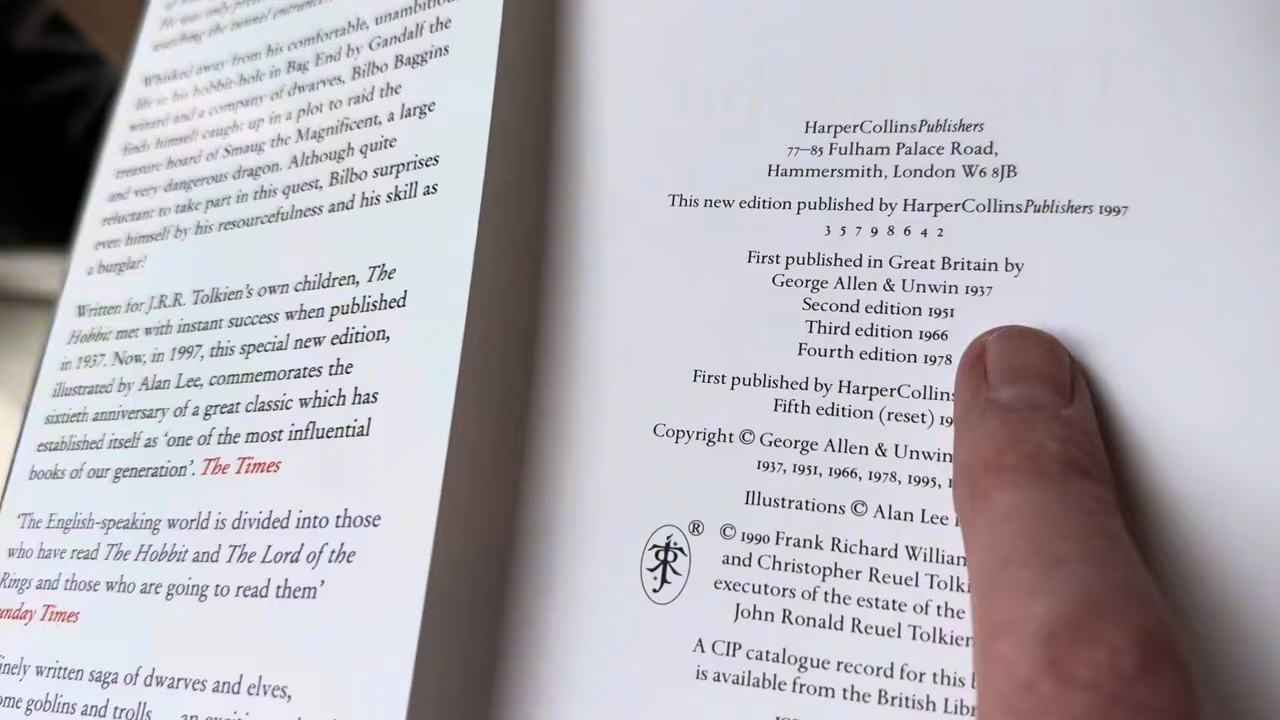 watching the tunnel entrance
Whisked away from his comfortable, unambitious
life in his hobbit-hole in Bag End by Gandalf the
wizard and a company of dwarves, Bilbo Baggins
finds himself caught up in a plot to raid the
treasure hoard of Smaug the Magnificent, a large
and very dangerous dragon. Although quite
reluctant to take part in this quest, Bilbo surprises
even himself by his resourcefulness and his skill as
a burglar!
Written for J.R.R. Tolkien's own children, The
Hobbit met with instant success when published
in 1937. Now, in 1997, this special new edition,
illustrated by Alan Lee, commemorates the
sixtieth anniversary of a great classic which has
established itself as 'one of the most influential
books of our generation'. The Times
'The English-speaking world is divided into those
who have read The Hobbit and The Lord of the
Rings and those who are going to read them'
unday Times
inely written saga of dwarves and elves,
ome goblins and trolls
HarperCollinsPublishers
77–85 Fulham Palace Road,
Hammersmith, London W6 8JB
This new edition published by HarperCollinsPublishers 1997
3 5 7 9 8 6 4 2
First published in Great Britain by
George Allen & Unwin 1937
Second edition 1951
Third edition 1966
Fourth edition 1978
First published by HarperCollins
Fifth edition (reset) 19
Copyright © George Allen & Unwin
1937, 1951, 1966, 1978, 1995, 1
Illustrations © Alan Lee
® © 1990 Frank Richard William
and Christopher Reuel Tolki
executors of the estate of the
John Ronald Reuel Tolkien
A CIP catalogue record for this b
is available from the British Libr